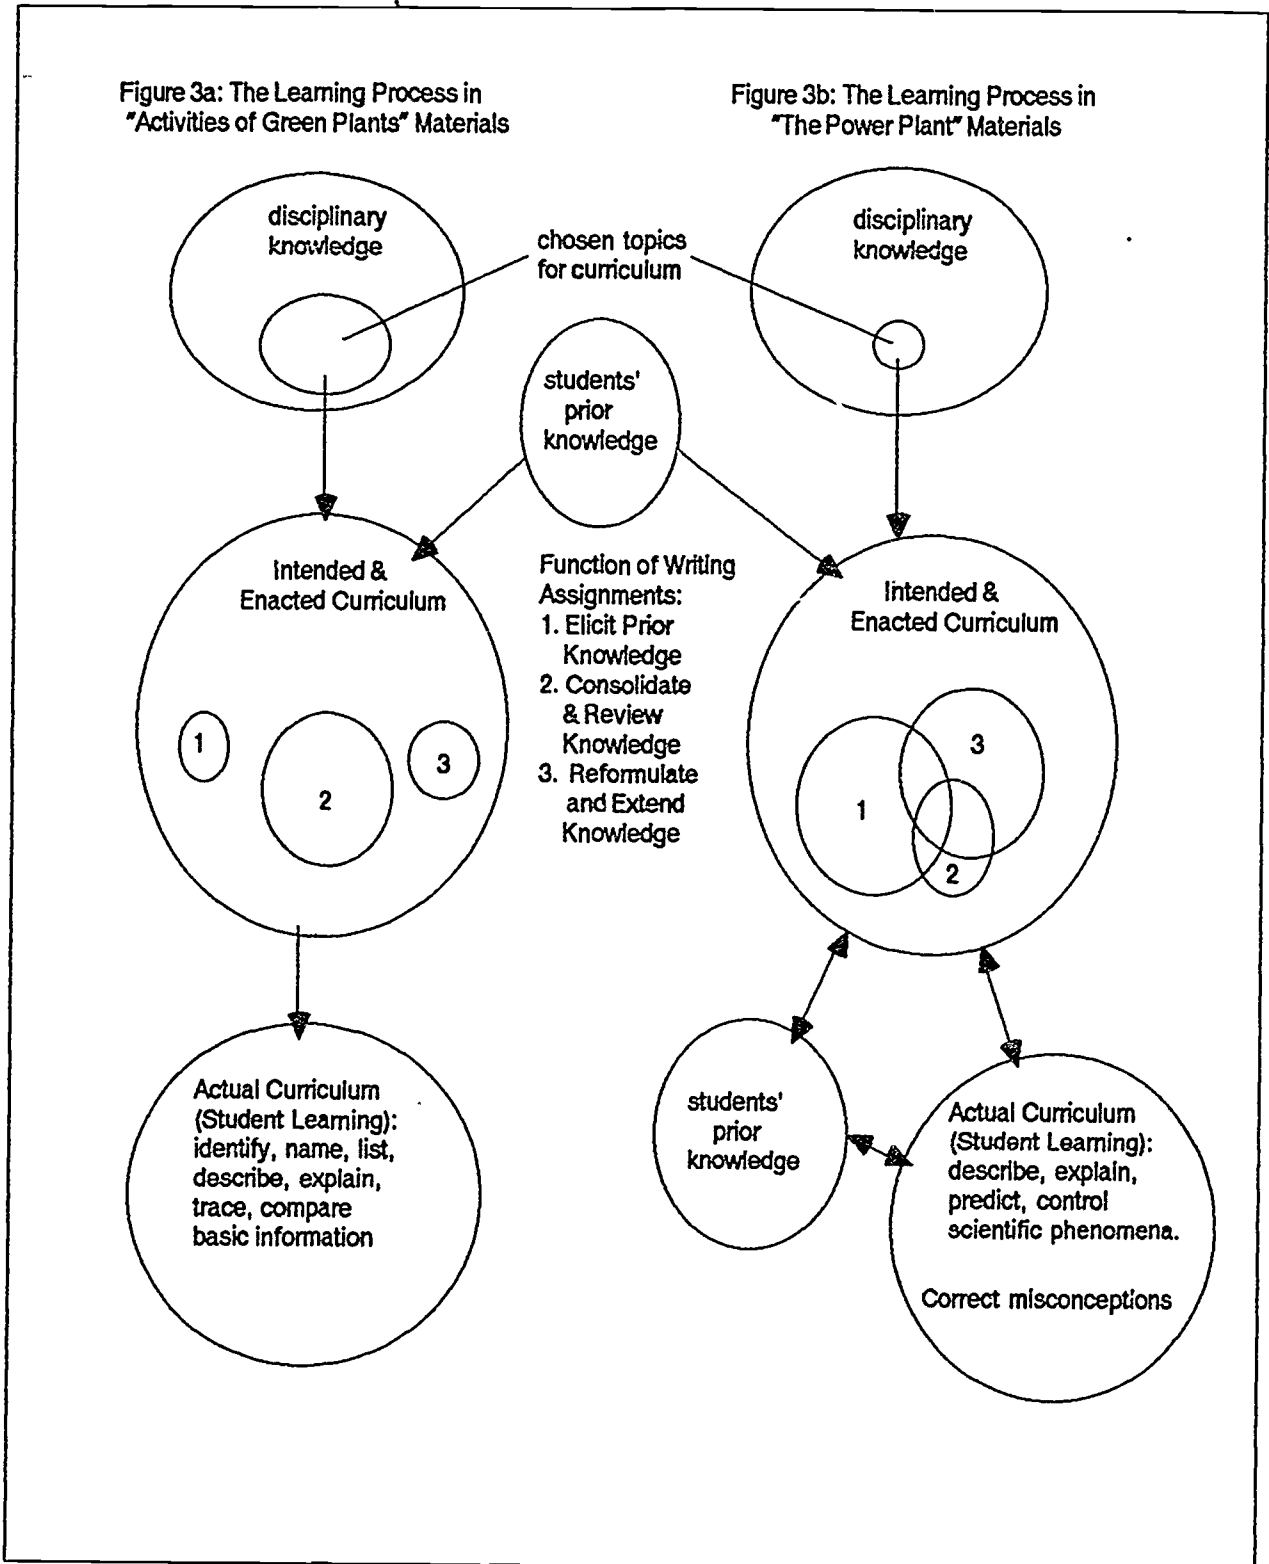 Figure 3a: The Learning Process in
"Activities of Green Plants" Materials
Figure 3b: The Learning Process in
"The Power Plant" Materials
disciplinary
knowledge
chosen topics
for curriculum
disciplinary
knowledge
students'
prior
knowledge
Intended &
Enacted Curriculum
1
2
3
Function of Writing
Assignments:
1. Elicit Prior
Knowledge
2. Consolidate
& Review
Knowledge
3. Reformulate
and Extend
Knowledge
Intended &
Enacted Curriculum
1
3
2
Actual Curriculum
(Student Learning):
identify, name, list,
describe, explain,
trace, compare
basic information
students'
prior
knowledge
Actual Curriculum
(Student Learning):
describe, explain,
predict, control
scientific phenomena.
Correct misconceptions